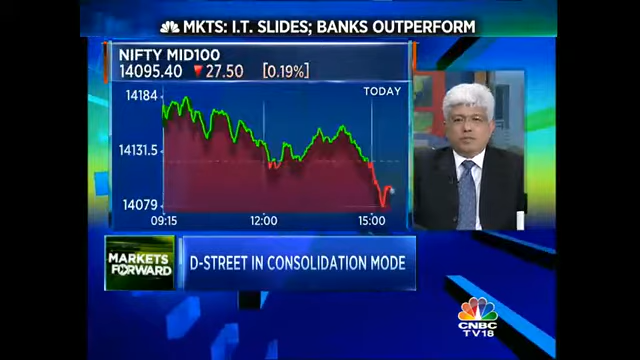 MKTS: I.T. SLIDES; BANKS OUTPERFORM
NIFTY MID100
14095.40 ▼ 27.50 [0.19%]
TODAY
14184
14131.5
14079
09:15 12:00 15:00
MARKETS FORWARD
D-STREET IN CONSOLIDATION MODE
CNBC
TV18